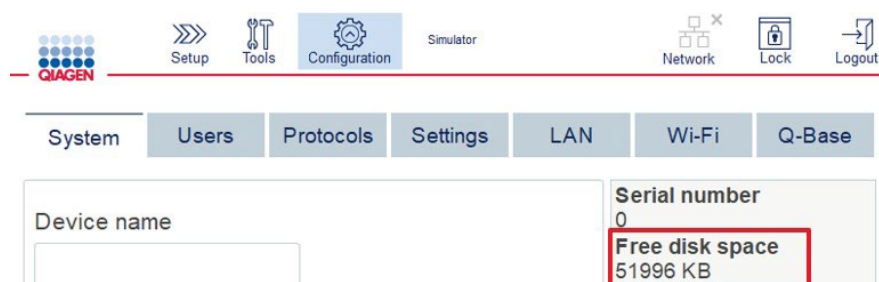 QIAGEN
Setup
Tools
Configuration
Simulator
Network
Lock
Logout
System
Users
Protocols
Settings
LAN
Wi-Fi
Q-Base
Device name
Serial number
0
Free disk space
51996 KB